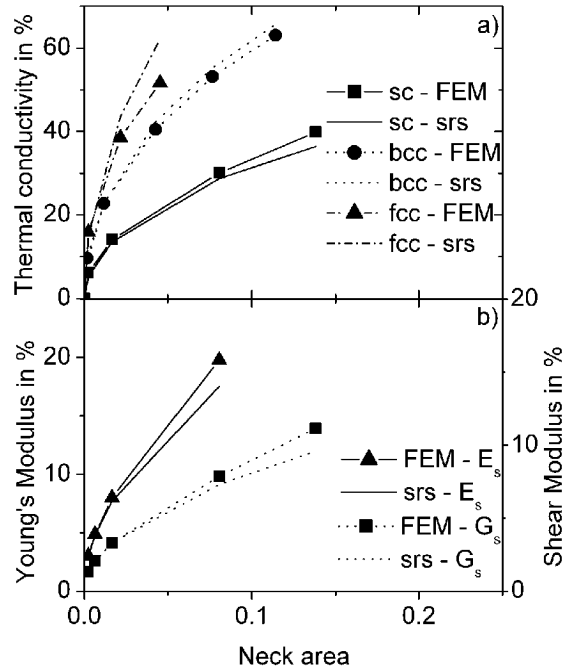 a)
Thermal conductivity in %
60
40
20
0
sc - FEM
sc - srs
bcc - FEM
bcc - srs
fcc - FEM
fcc - srs
b)
Young's Modulus in %
20
10
0
Shear Modulus in %
20
10
0
FEM - Es
srs - Es
FEM - Gs
srs - Gs
0.0
0.1
0.2
Neck area